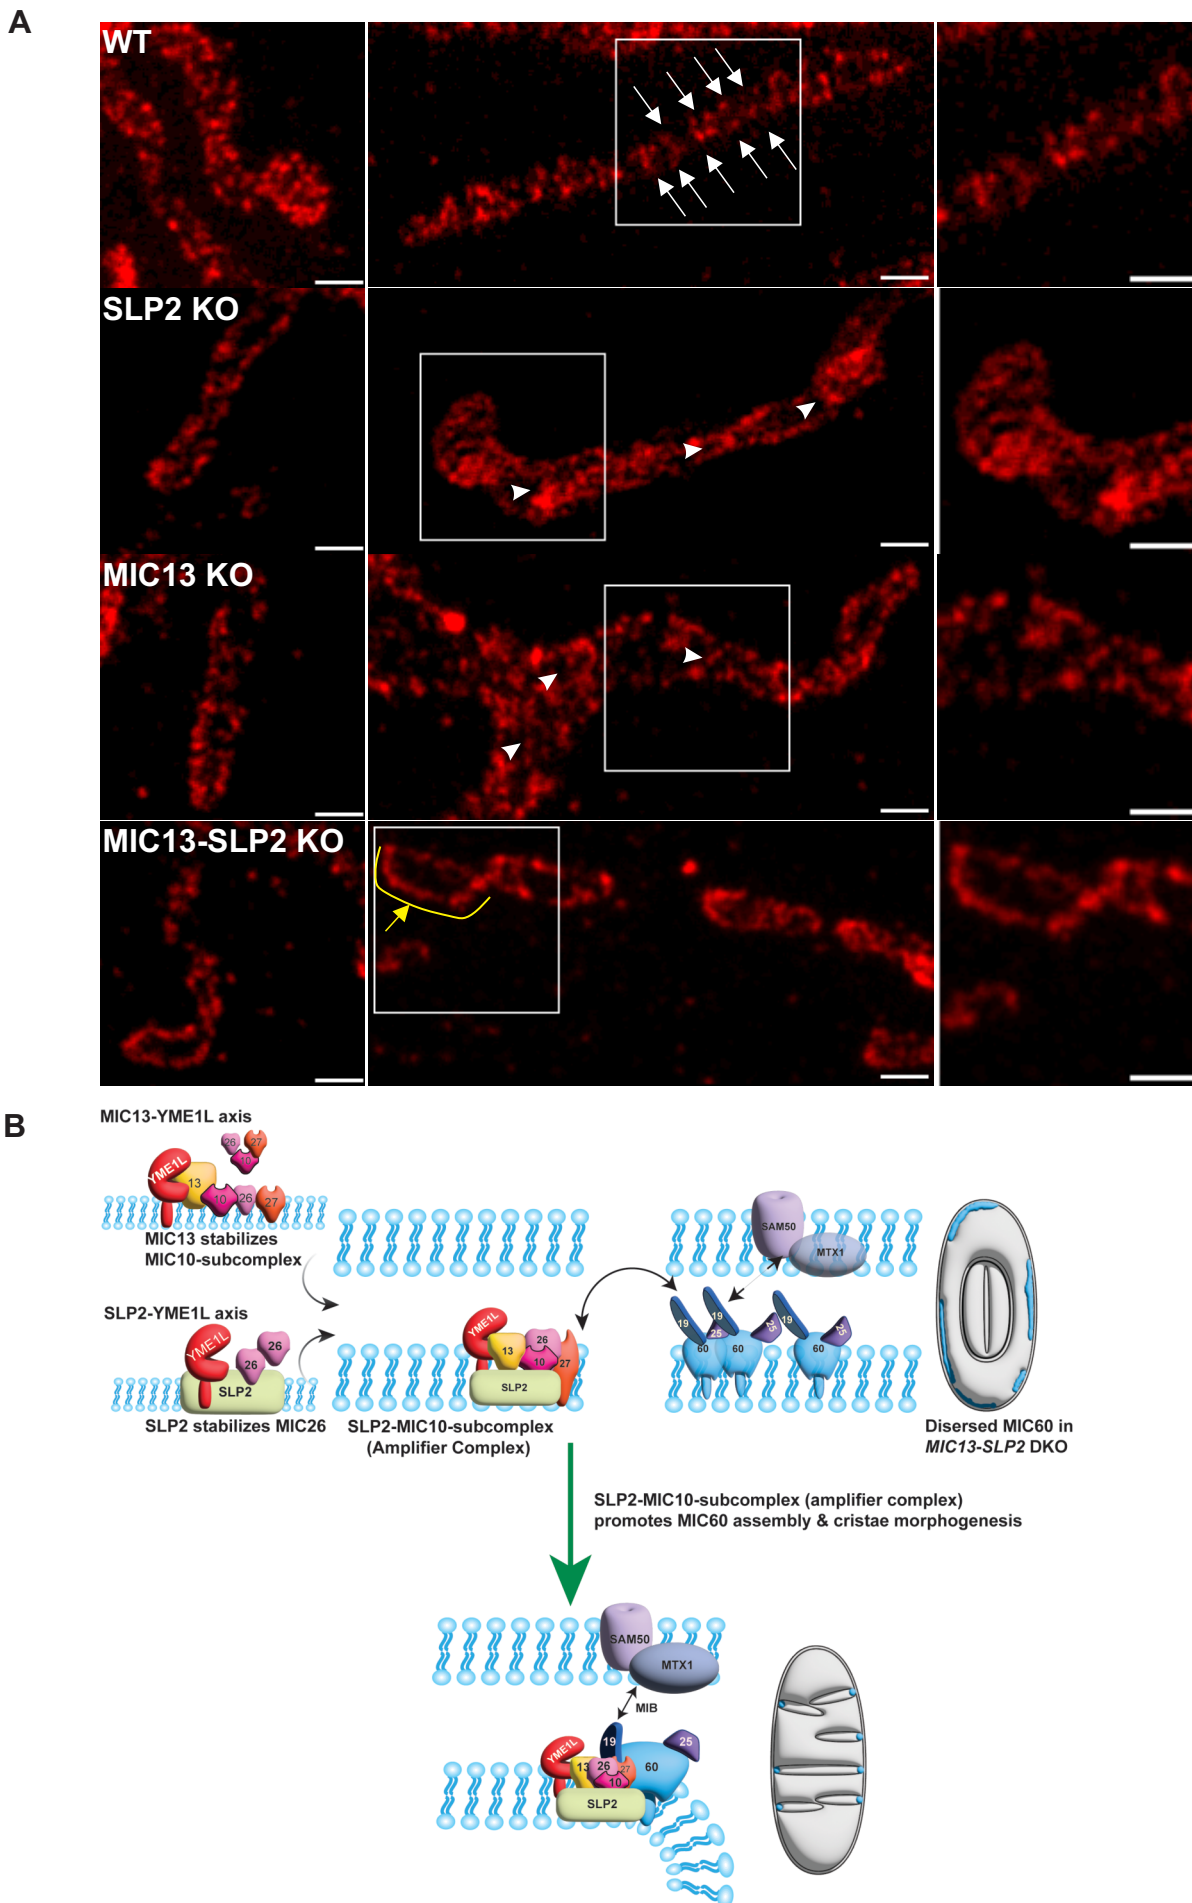 A
WT
SLP2 KO
MIC13 KO
MIC13-SLP2 KO
B
MIC13-YME1L axis
26
27
10
YME1L
13
10
26
27
MIC13 stabilizes
MIC10-subcomplex
SLP2-YME1L axis
YME1L
26
26
SLP2
SLP2 stabilizes MIC26
YME1L
13
26
10
27
SLP2
SLP2-MIC10-subcomplex
(Amplifier Complex)
SAM50
MTX1
19
19
19
25
25
25
60
60
60
Disersed MIC60 in
MIC13-SLP2 DKO
SLP2-MIC10-subcomplex (amplifier complex)
promotes MIC60 assembly & cristae morphogenesis
SAM50
MTX1
MIB
19
25
YME1L
13
26
27
60
10
SLP2